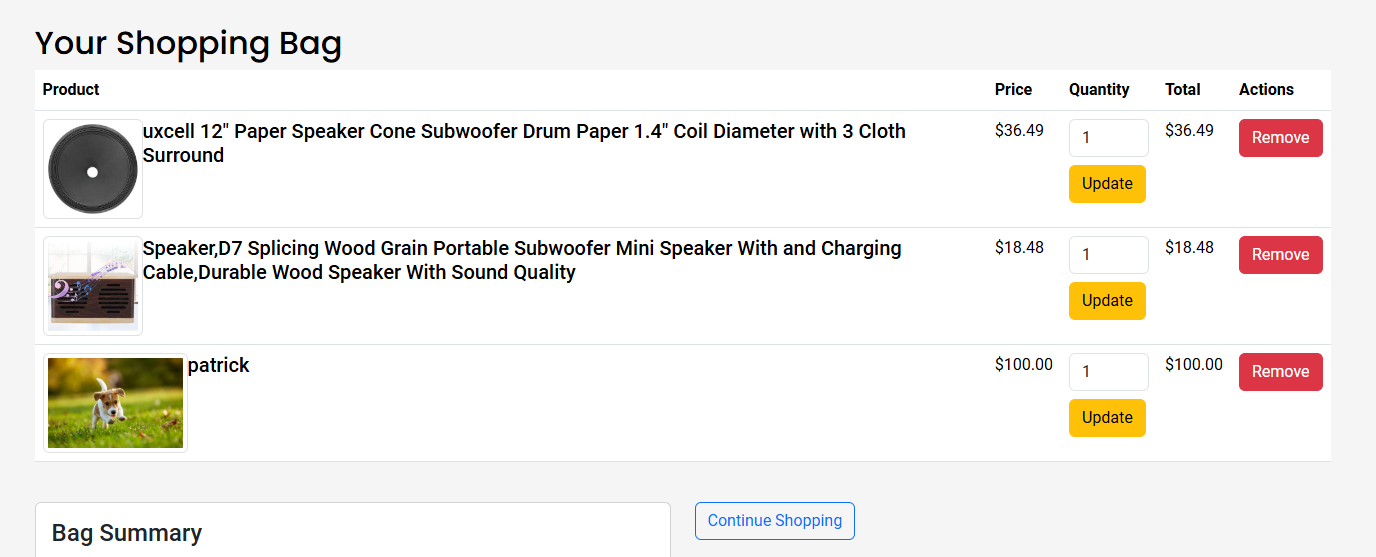 Your Shopping Bag
Product Price Quantity Total Actions
uxcell 12" Paper Speaker Cone Subwoofer Drum Paper 1.4" Coil Diameter with 3 Cloth
Surround
$36.49 1 $36.49 Remove
Update
Speaker,D7 Splicing Wood Grain Portable Subwoofer Mini Speaker With and Charging
Cable,Durable Wood Speaker With Sound Quality
$18.48 1 $18.48 Remove
Update
patrick $100.00 1 $100.00 Remove
Update
Bag Summary
Continue Shopping